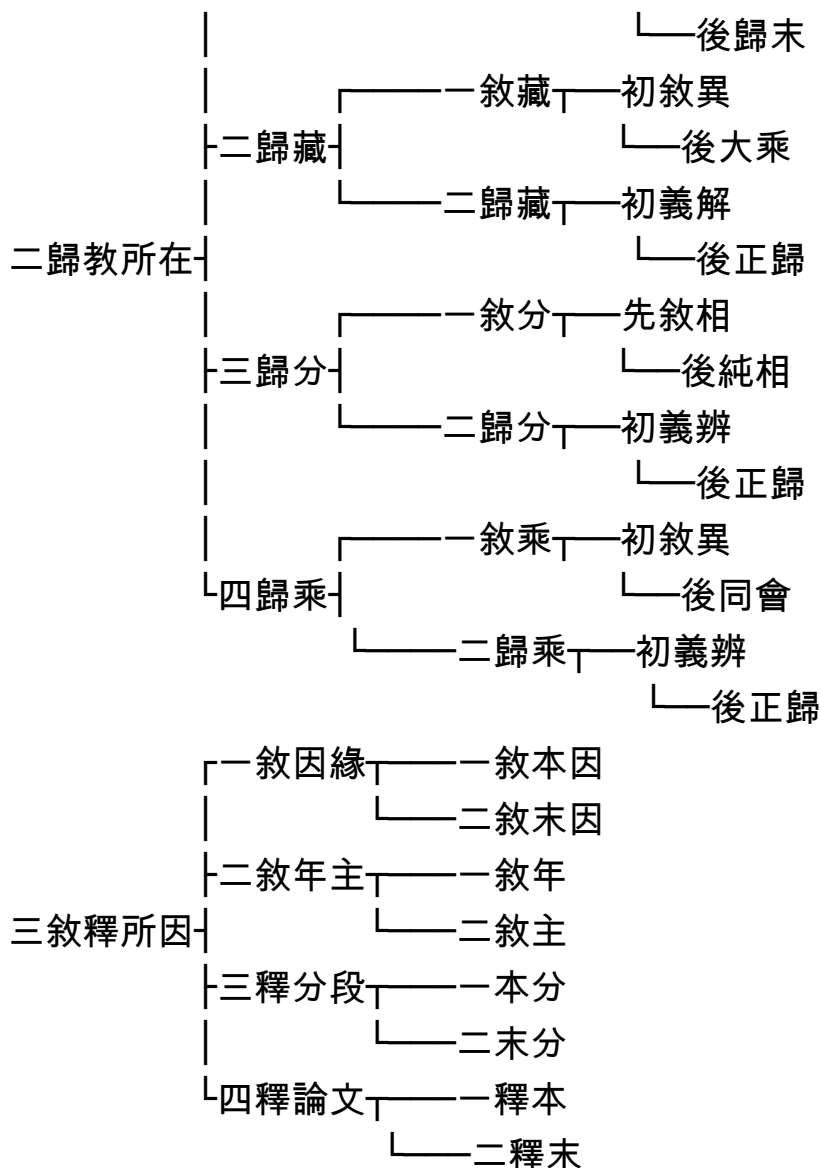 │　　　　　　　　　　　　└──後歸末
│　　　┌───一敘藏┬──初敘異
├二歸藏┤　　　　　　　└──後大乘
│　　　└───二歸藏┬──初義解
二歸教所在┤　　　　　　　　　　　└──後正歸
│　　　┌───一敘分┬──先敘相
├三歸分┤　　　　　　　└──後純相
│　　　└───二歸分┬──初義辨
│　　　　　　　　　　　　└──後正歸
│　　　┌───一敘乘┬──初敘異
└四歸乘┤　　　　　　　└──後同會
└───二歸乘┬──初義辨
└──後正歸
┌一敘因緣┬───一敘本因
│　　　　└───二敘末因
├二敘年主┬───一敘年
三敘釋所因┤　　　　└───二敘主
├三釋分段┬───一本分
│　　　　└───二末分
└四釋論文┬───一釋本
└───二釋末